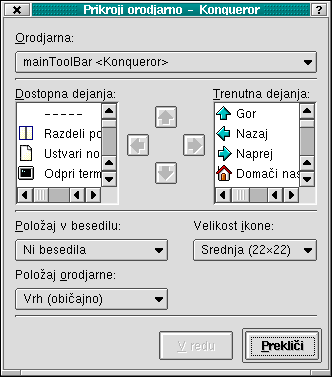 Prikroji orodjarno - Konqueror
Orodjarna:
mainToolBar <Konqueror>
Dostopna dejanja: Trenutna dejanja:
----- Gor
Razdeli po Nazaj
Ustvari no Naprej
Odpri term Domači nas
Položaj v besedilu: Velikost ikone:
Ni besedila Srednja (22×22)
Položaj orodjarne:
Vrh (običajno)
V redu Prekliči